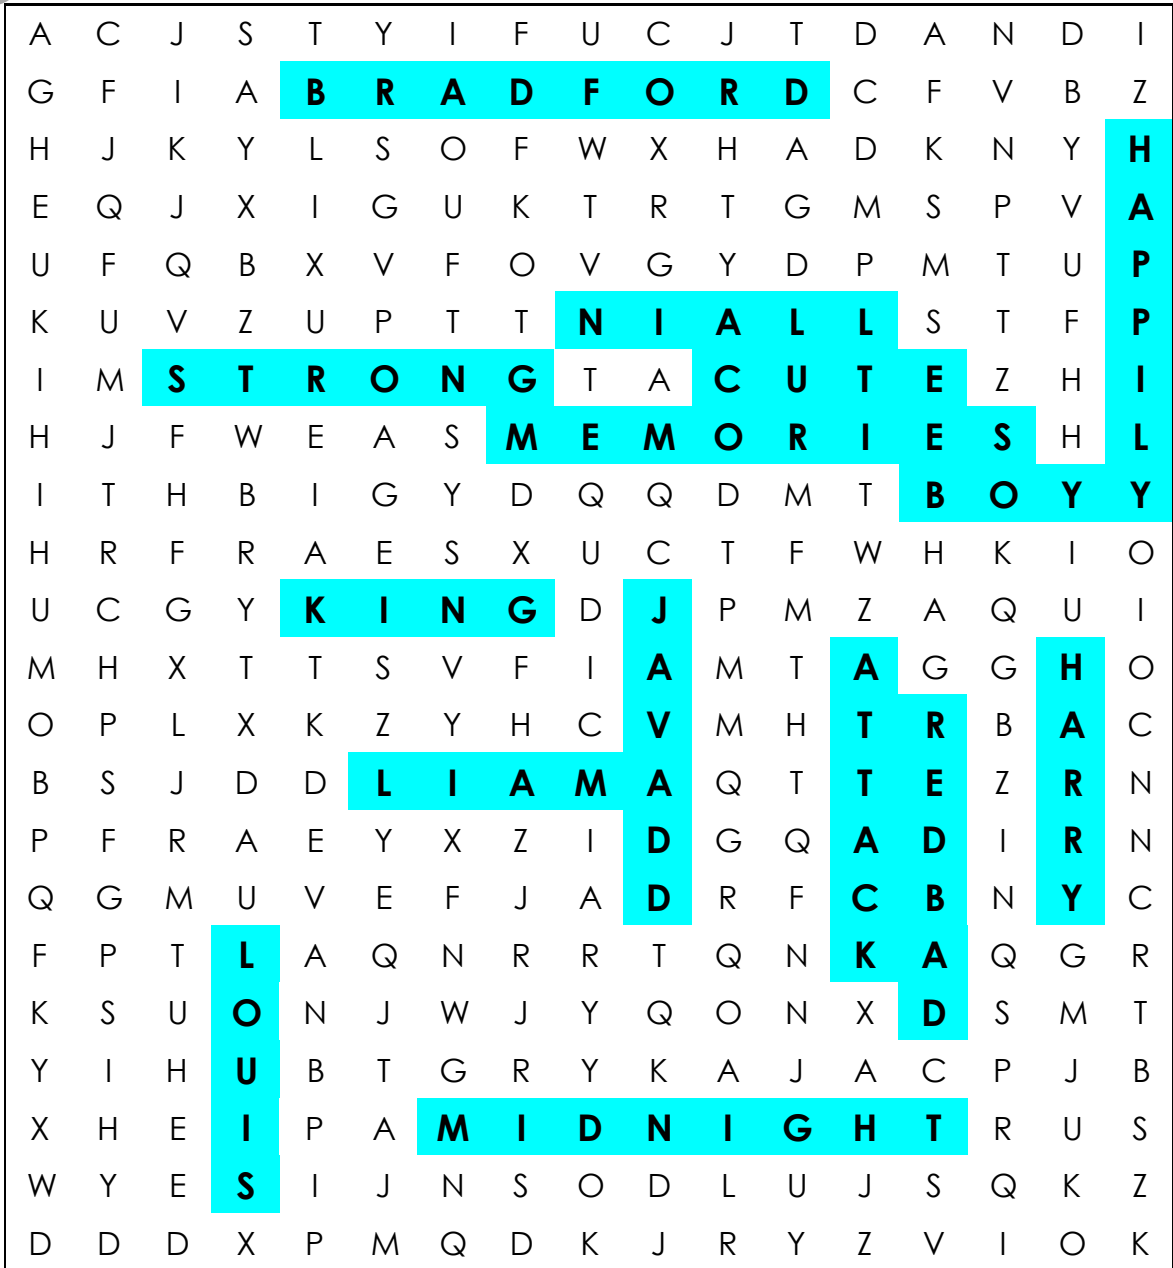 A C J S T Y I F U C J T D A N D I
G F I A B R A D F O R D C F V B Z
H J K Y L S O F W X H A D K N Y H
E Q J X I G U K T R T G M S P V A
U F Q B X V F O V G Y D P M T U P
K U V Z U P T T N I A L L S T F P
I M S T R O N G T A C U T E Z H I
H J F W E A S M E M O R I E S H L
I T H B I G Y D Q Q D M T B O Y Y
H R F R A E S X U C T F W H K I O
U C G Y K I N G D J P M Z A Q U I
M H X T T S V F I A M T A G G H O
O P L X K Z Y H C V M H T R B A C
B S J D D L I A M A Q T T E Z R N
P F R A E Y X Z I D G Q A D I R N
Q G M U V E F J A D R F C B N Y C
F P T L A Q N R R T Q N K A Q G R
K S U O N J W J Y Q O N X D S M T
Y I H U B T G R Y K A J A C P J B
X H E I P A M I D N I G H T R U S
W Y E S I J N S O D L U J S Q K Z
D D D X P M Q D K J R Y Z V I O K